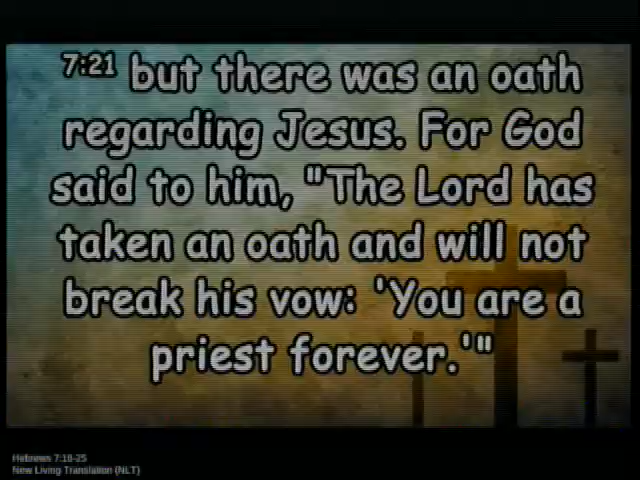 7:21 but there was an oath
regarding Jesus. For God
said to him, "The Lord has
taken an oath and will not
break his vow: 'You are a
priest forever.'"
Hebrews 7:18-25
New Living Translation (NLT)